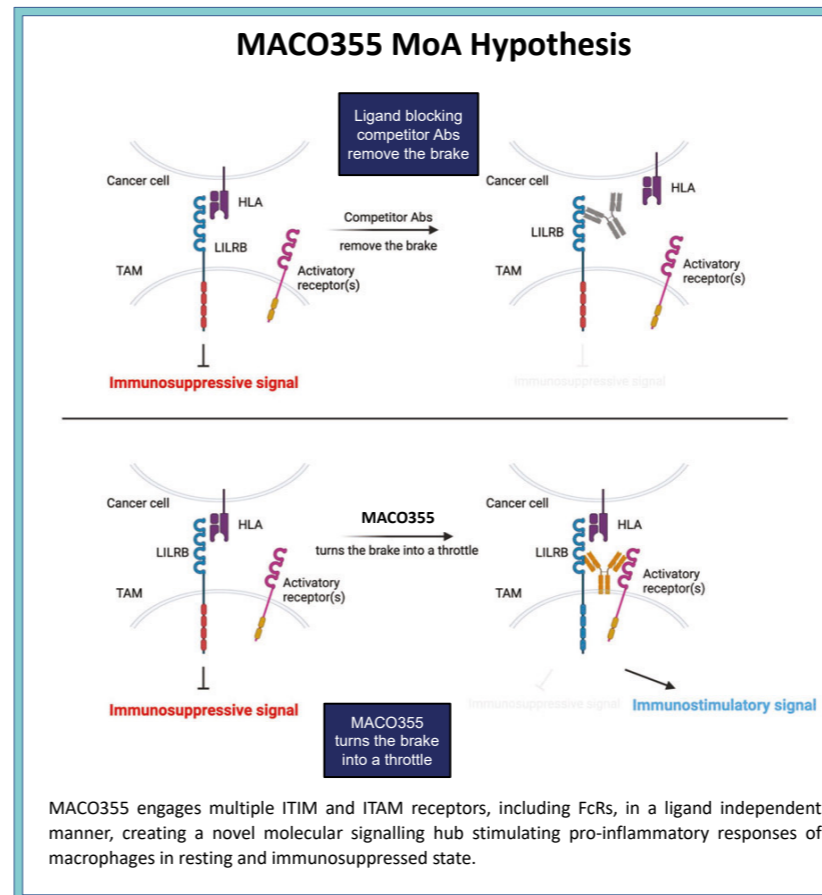 MACO355 MoA Hypothesis
Ligand blocking
competitor Abs
remove the brake
Cancer cell
HLA
LILRB
TAM
Activatory
receptor(s)
Immunosuppressive signal
Competitor Abs
remove the brake
Cancer cell
HLA
LILRB
TAM
Activatory
receptor(s)
Immunosuppressive signal
Cancer cell
HLA
LILRB
TAM
Activatory
receptor(s)
Immunosuppressive signal
MACO355
turns the brake into a throttle
Cancer cell
HLA
LILRB
TAM
Activatory
receptor(s)
Immunosuppressive signal
Immunostimulatory signal
MACO355
turns the brake
into a throttle
MACO355 engages multiple ITIM and ITAM receptors, including FcRs, in a ligand independent
manner, creating a novel molecular signalling hub stimulating pro-inflammatory responses of
macrophages in resting and immunosuppressed state.